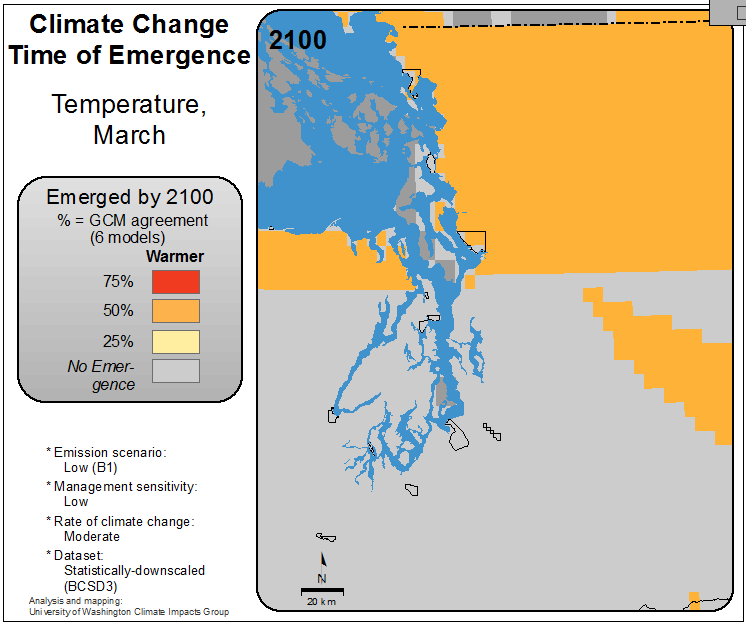 Climate Change
Time of Emergence
Temperature,
March
Emerged by 2100
% = GCM agreement
(6 models)
Warmer
75%
50%
25%
No Emer-
gence
* Emission scenario:
Low (B1)
* Management sensitivity:
Low
* Rate of climate change:
Moderate
* Dataset:
Statistically-downscaled
(BCSD3)
Analysis and mapping:
University of Washington Climate Impacts Group
2100
N
20 km